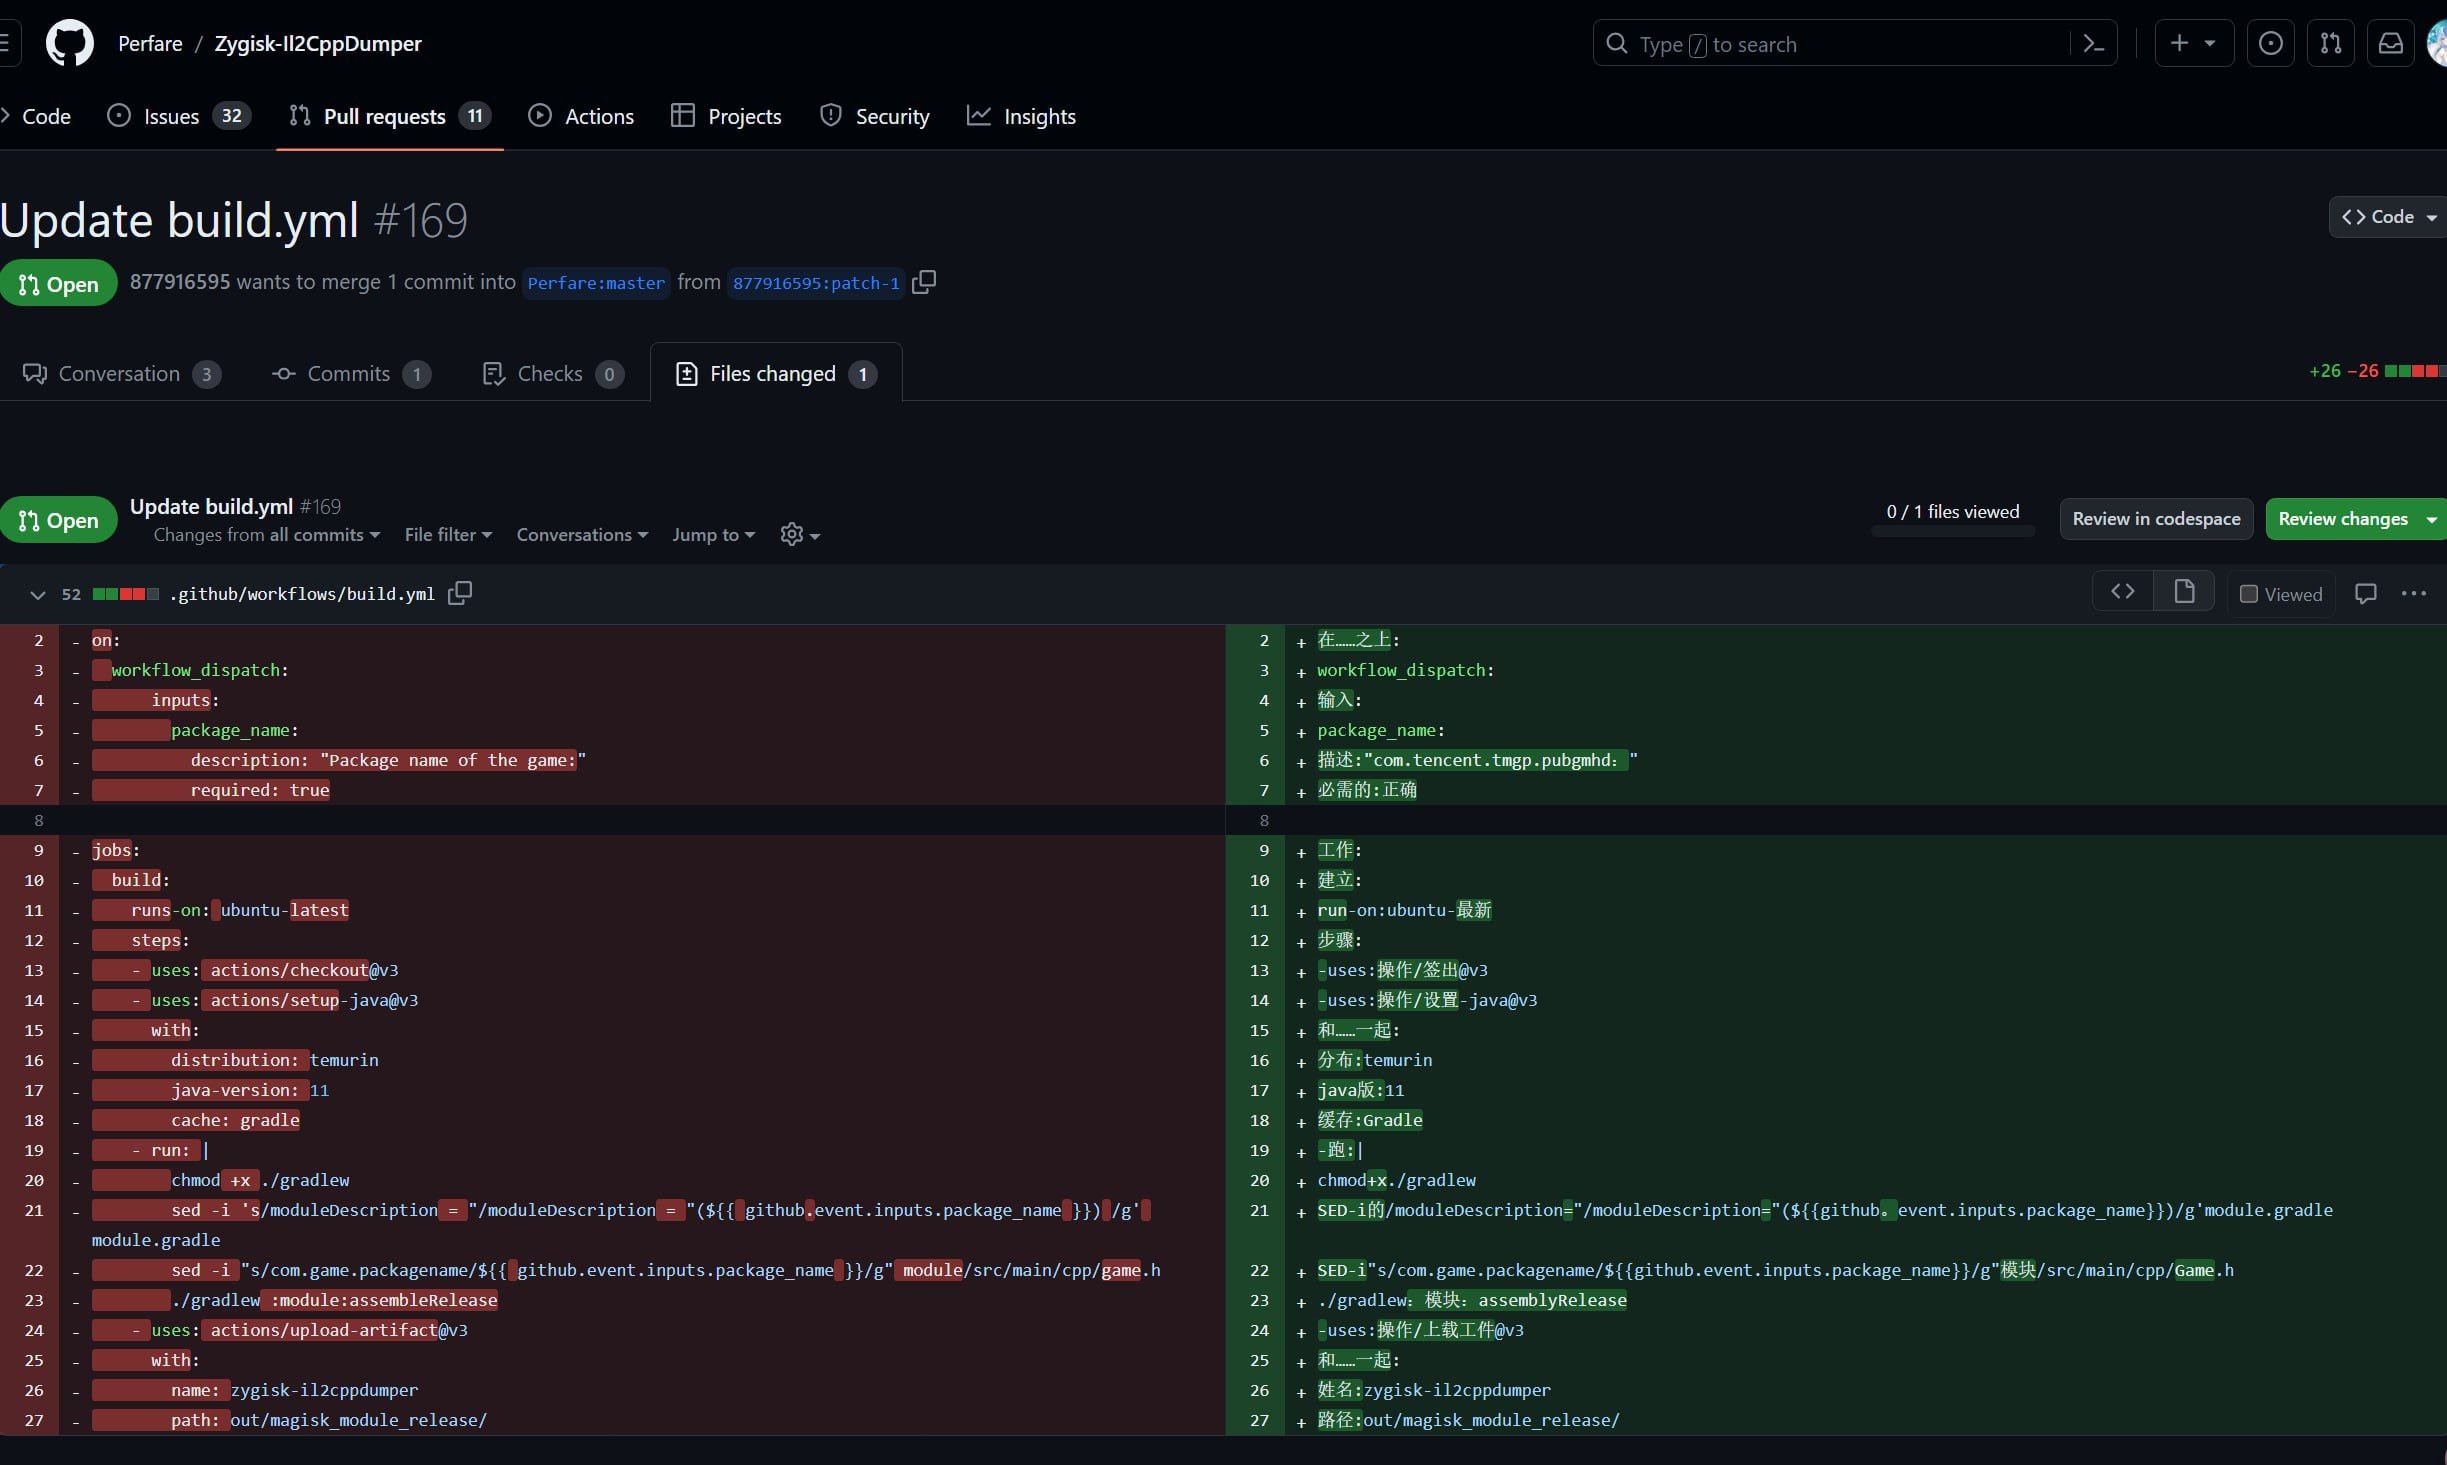 Perfare / Zygisk-Il2CppDumper
Type / to search
Code
Issues 32
Pull requests 11
Actions
Projects
Security
Insights
Update build.yml #169
Code
Open
877916595 wants to merge 1 commit into Perfare:master from 877916595:patch-1
Conversation 3
Commits 1
Checks 0
Files changed 1
+26 −26
Open
Update build.yml #169
Changes from all commits
File filter
Conversations
Jump to
0 / 1 files viewed
Review in codespace
Review changes
52 .github/workflows/build.yml
Viewed
2 - on:
3 -   workflow_dispatch:
4 -       inputs:
5 -         package_name:
6 -           description: "Package name of the game:"
7 -           required: true
8
9 - jobs:
10 -   build:
11 -     runs-on: ubuntu-latest
12 -     steps:
13 -     - uses: actions/checkout@v3
14 -     - uses: actions/setup-java@v3
15 -       with:
16 -         distribution: temurin
17 -         java-version: 11
18 -         cache: gradle
19 -     - run: |
20 -         chmod +x ./gradlew
21 -         sed -i 's/moduleDescription = "/moduleDescription = "(${{ github.event.inputs.package_name }}) /g'
module.gradle
22 -         sed -i "s/com.game.packagename/${{ github.event.inputs.package_name }}/g" module/src/main/cpp/game.h
23 -         ./gradlew :module:assembleRelease
24 -     - uses: actions/upload-artifact@v3
25 -       with:
26 -         name: zygisk-il2cppdumper
27 -         path: out/magisk_module_release/
2 + 在……之上:
3 + workflow_dispatch:
4 + 输入:
5 + package_name:
6 + 描述:"com.tencent.tmgp.pubgmhd："
7 + 必需的:正确
8
9 + 工作:
10 + 建立:
11 + run-on:ubuntu-最新
12 + 步骤:
13 + -uses:操作/签出@v3
14 + -uses:操作/设置-java@v3
15 + 和……一起:
16 + 分布:temurin
17 + java版:11
18 + 缓存:Gradle
19 + -跑:|
20 + chmod+x./gradlew
21 + SED-i的/moduleDescription="/moduleDescription="(${{github。event.inputs.package_name}})/g'module.gradle
22 + SED-i"s/com.game.packagename/${{github.event.inputs.package_name}}/g"模块/src/main/cpp/Game.h
23 + ./gradlew：模块：assemblyRelease
24 + -uses:操作/上载工件@v3
25 + 和……一起:
26 + 姓名:zygisk-il2cppdumper
27 + 路径:out/magisk_module_release/